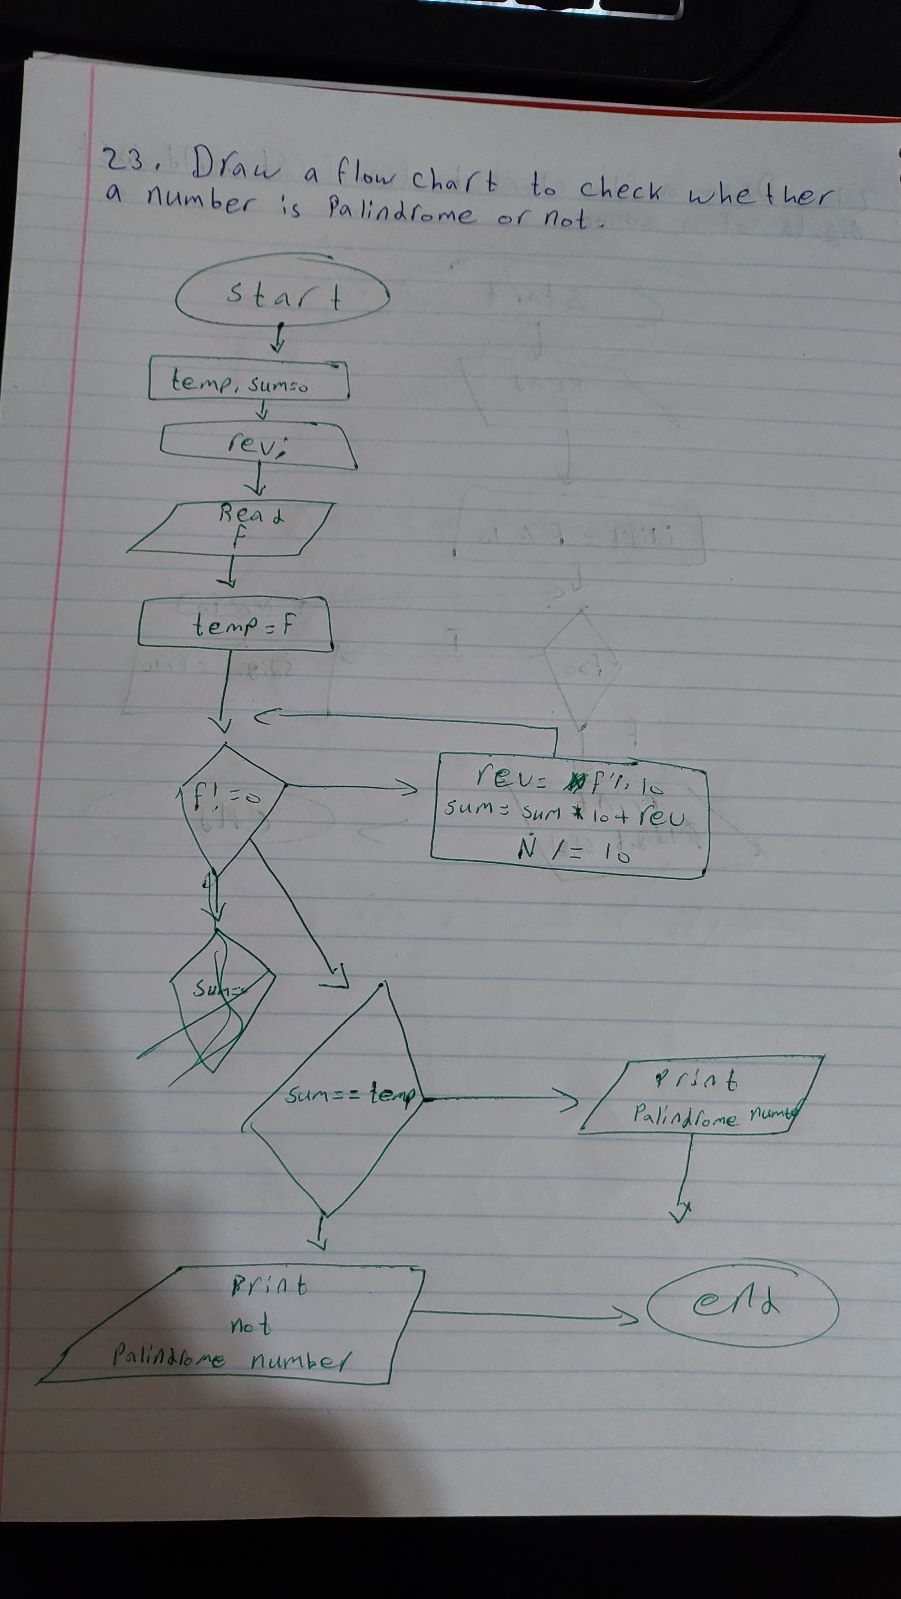 23. Draw a flow chart to check whether
a number is Palindrome or not.
start
temp, sum=0
rev;
Read
F
temp = F
f! = 0
rev= f % 10
sum= sum * 10 + rev
N /= 10
sum=
sum== temp
Print
Palindrome numbe
Print
not
Palindrome number
end